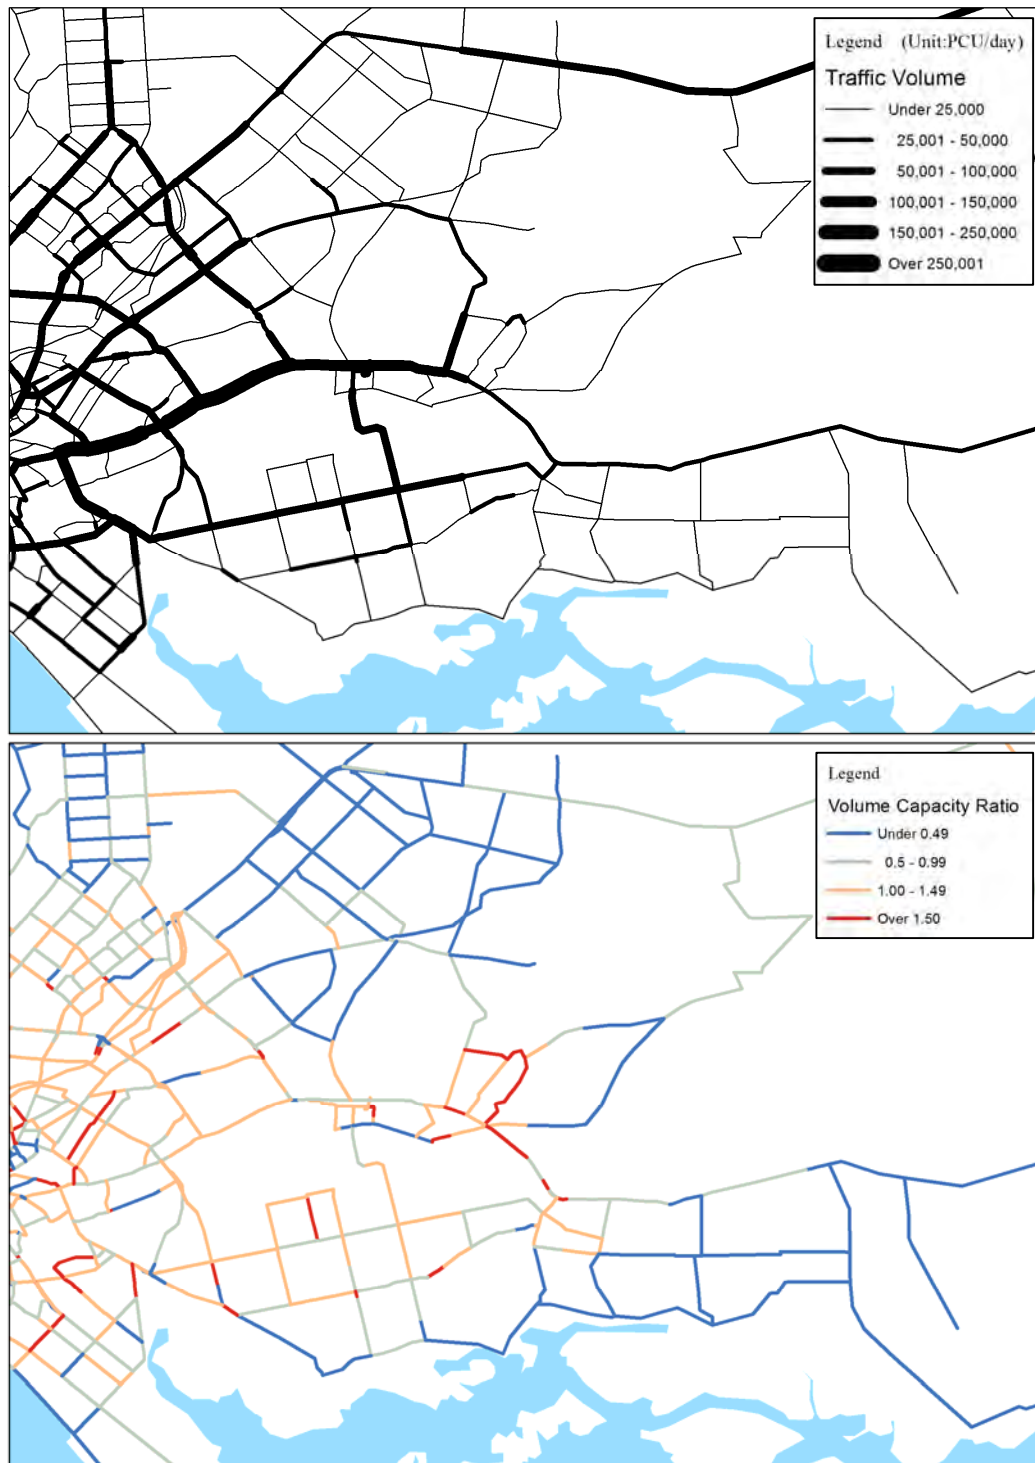 Legend (Unit:PCU/day)
Traffic Volume
Under 25,000
25,001 - 50,000
50,001 - 100,000
100,001 - 150,000
150,001 - 250,000
Over 250,001
Legend
Volume Capacity Ratio
Under 0.49
0.5 - 0.99
1.00 - 1.49
Over 1.50